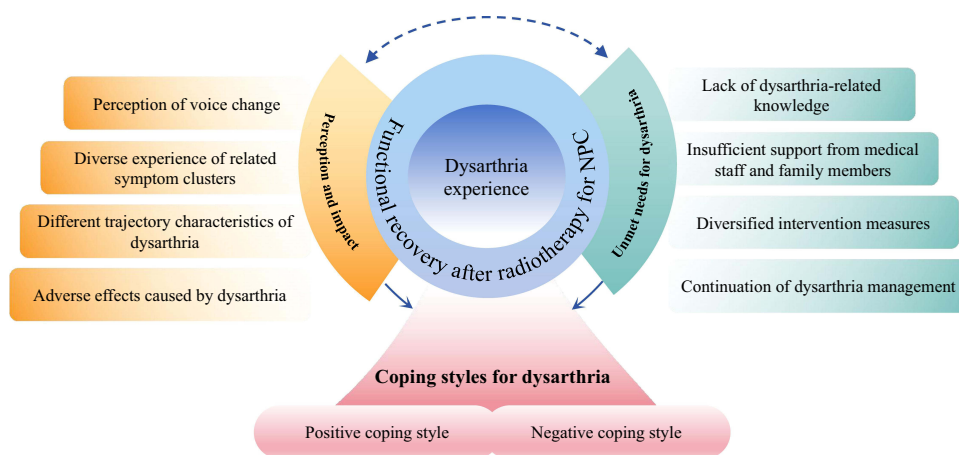 Perception of voice change
Diverse experience of related
symptom clusters
Different trajectory characteristics of
dysarthria
Adverse effects caused by dysarthria
Perception and impact
Functional recovery after radiotherapy for NPC
Dysarthria
experience
Unmet needs for dysarthria
Lack of dysarthria-related
knowledge
Insufficient support from medical
staff and family members
Diversified intervention measures
Continuation of dysarthria management
Coping styles for dysarthria
Positive coping style
Negative coping style